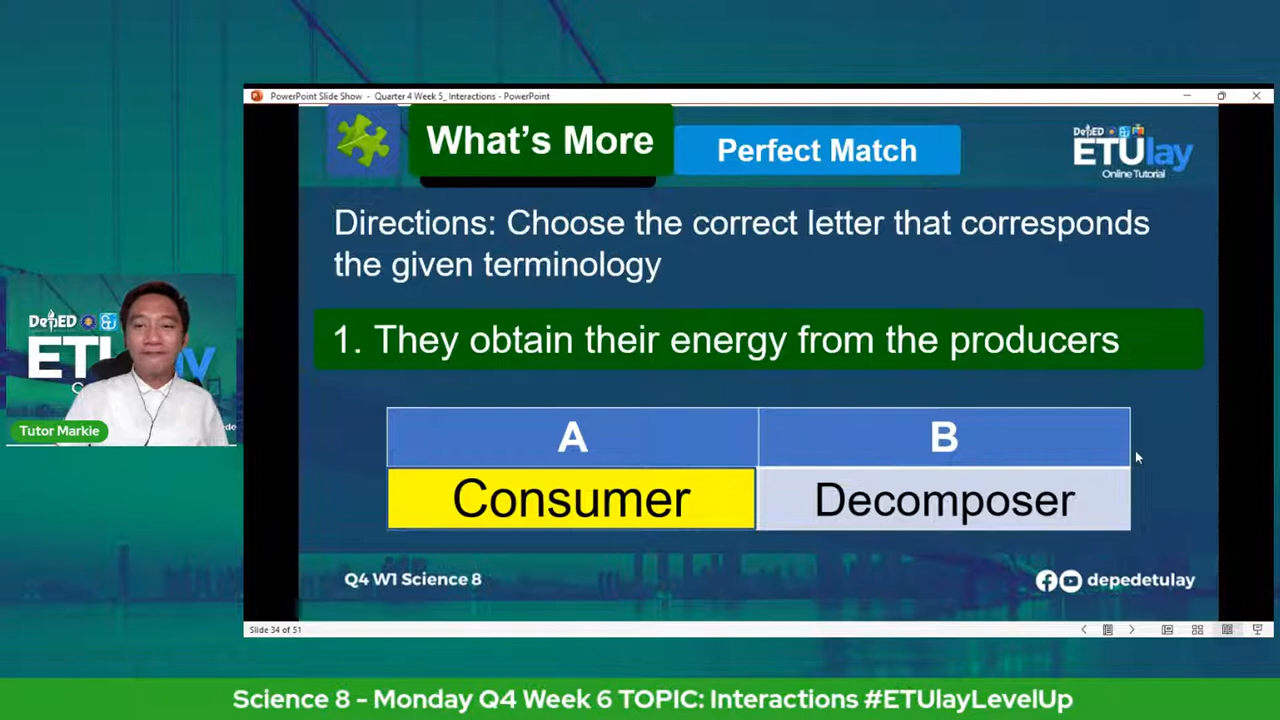 PowerPoint Slide Show - Quarter 4 Week 5_ Interactions - PowerPoint
What's More
Perfect Match
DepED
ETUlay
Online Tutorial
Directions: Choose the correct letter that corresponds
the given terminology
1. They obtain their energy from the producers
A B
Consumer Decomposer
DepED
Tutor Markie
Q4 W1 Science 8
depedetulay
Slide 34 of 51
Science 8 - Monday Q4 Week 6 TOPIC: Interactions #ETUlayLevelUp